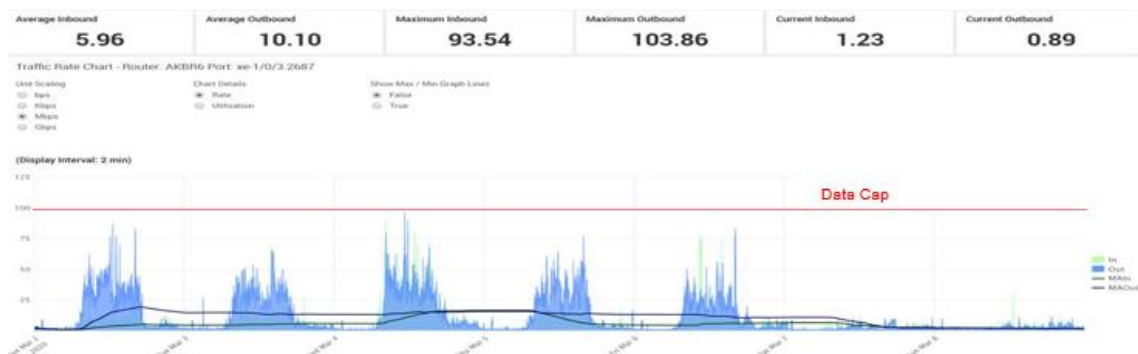 Average Inbound Average Outbound Maximum Inbound Maximum Outbound Current Inbound Current Outbound
5.96 10.10 93.54 103.86 1.23 0.89
Traffic Rate Chart - Router: AKBR6 Port: xe-1/0/3.2687
Unit Scaling Chart Details Show Max / Min Graph Lines
bps Rate False
Kbps Utilisation True
Mbps
Gbps
(Display Interval: 2 min)
125
Data Cap
100
75
50
25
In
Out
MAIn
MAOut
2020